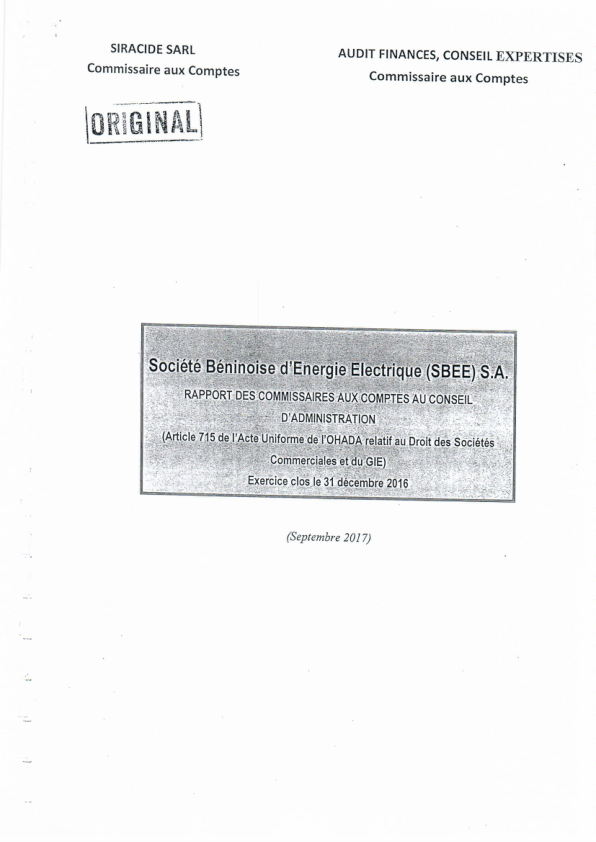 SIRACIDE SARL
Commissaire aux Comptes
AUDIT FINANCES, CONSEIL EXPERTISES
Commissaire aux Comptes
ORIGINAL
Société Béninoise d'Energie Electrique (SBEE) S.A.
RAPPORT DES COMMISSAIRES AUX COMPTES AU CONSEIL
D'ADMINISTRATION
(Article 715 de l'Acte Uniforme de l'OHADA relatif au Droit des Sociétés
Commerciales et du GIE)
Exercice clos le 31 décembre 2016
(Septembre 2017)